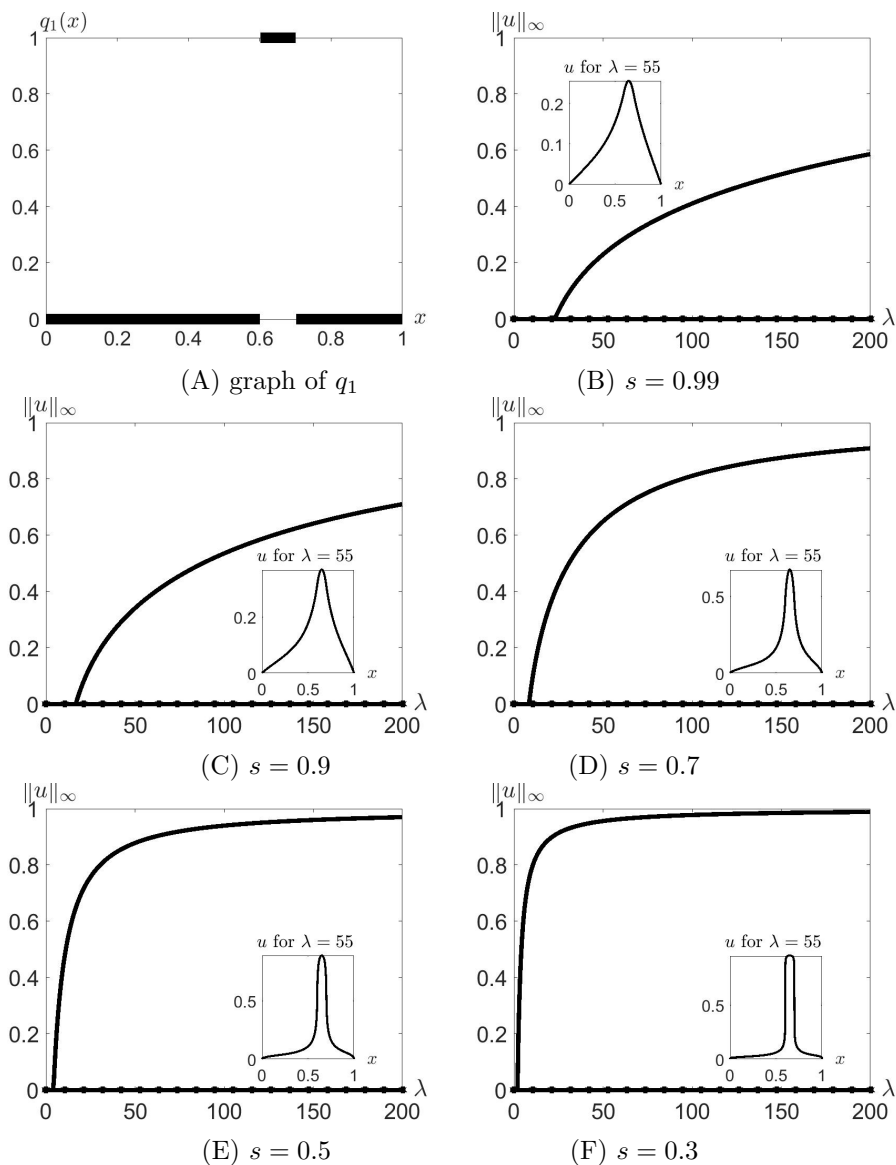 q₁(x)
1
0.8
0.6
0.4
0.2
0
0 0.2 0.4 0.6 0.8 1
x
(A) graph of q₁
‖u‖∞
1
0.8
0.6
0.4
0.2
0
0 50 100 150 200
λ
u for λ = 55
0.2
0.1
0
0 0.5 1
x
(B) s = 0.99
‖u‖∞
1
0.8
0.6
0.4
0.2
0
0 50 100 150 200
λ
u for λ = 55
0.2
0
0 0.5 1
x
(C) s = 0.9
‖u‖∞
1
0.8
0.6
0.4
0.2
0
0 50 100 150 200
λ
u for λ = 55
0.5
0
0 0.5 1
x
(D) s = 0.7
‖u‖∞
1
0.8
0.6
0.4
0.2
0
0 50 100 150 200
λ
u for λ = 55
0.5
0
0 0.5 1
x
(E) s = 0.5
‖u‖∞
1
0.8
0.6
0.4
0.2
0
0 50 100 150 200
λ
u for λ = 55
0.5
0
0 0.5 1
x
(F) s = 0.3